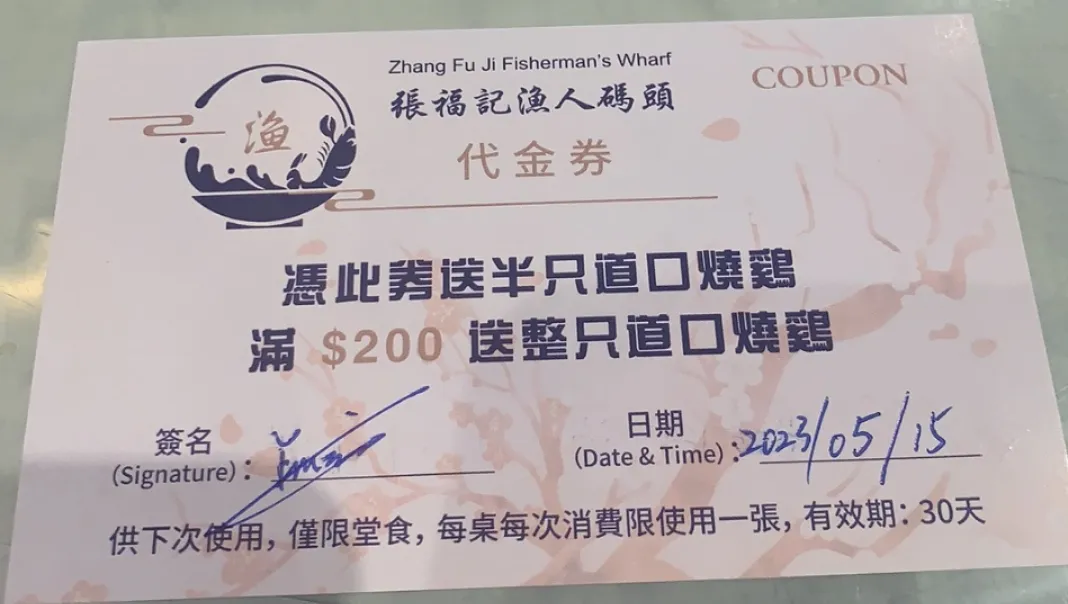 Zhang Fu Ji Fisherman's Wharf
COUPON
張福記漁人碼頭
漁
代金券
憑此券送半只道口燒鷄
滿 $200 送整只道口燒鷄
簽名
(Signature):
日期
(Date & Time): 2023/05/15
供下次使用，僅限堂食，每桌每次消費限使用一張，有效期：30天